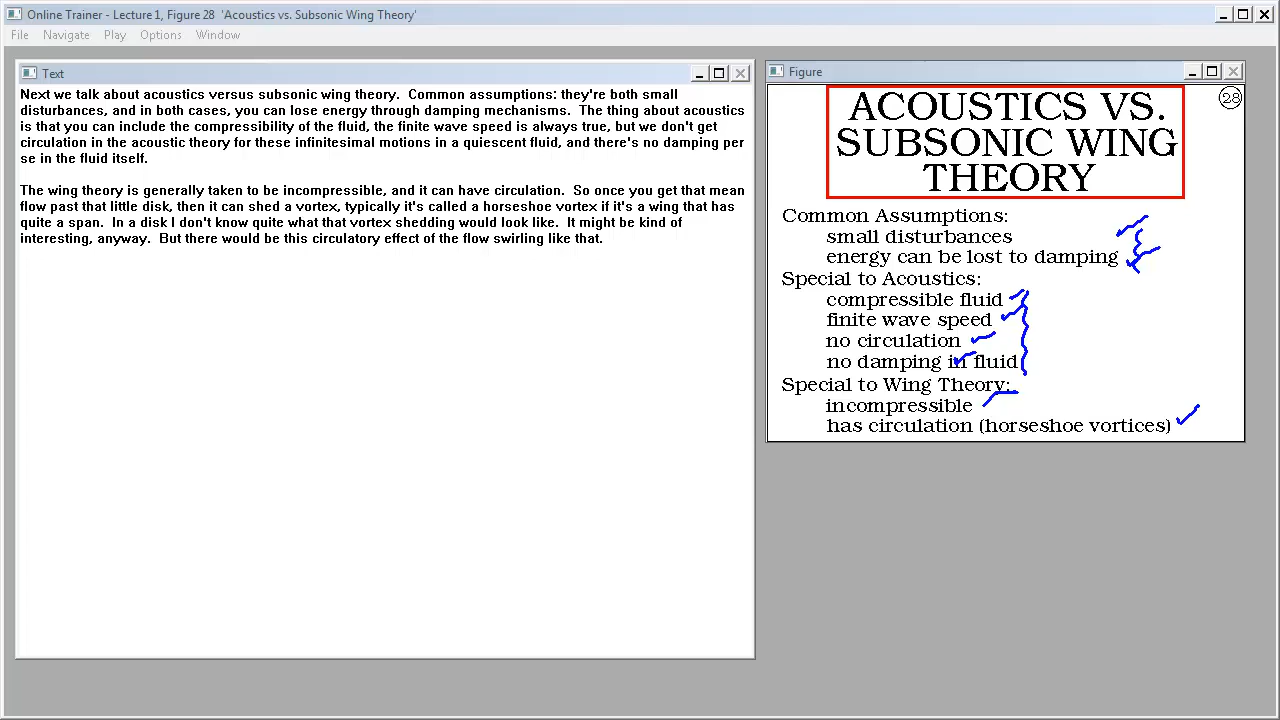 Online Trainer - Lecture 1, Figure 28 'Acoustics vs. Subsonic Wing Theory'
File Navigate Play Options Window
Text
Next we talk about acoustics versus subsonic wing theory. Common assumptions: they're both small
disturbances, and in both cases, you can lose energy through damping mechanisms. The thing about acoustics
is that you can include the compressibility of the fluid, the finite wave speed is always true, but we don't get
circulation in the acoustic theory for these infinitesimal motions in a quiescent fluid, and there's no damping per
se in the fluid itself.
The wing theory is generally taken to be incompressible, and it can have circulation. So once you get that mean
flow past that little disk, then it can shed a vortex, typically it's called a horseshoe vortex if it's a wing that has
quite a span. In a disk I don't know quite what that vortex shedding would look like. It might be kind of
interesting, anyway. But there would be this circulatory effect of the flow swirling like that.
Figure
28
ACOUSTICS VS.
SUBSONIC WING
THEORY
Common Assumptions:
small disturbances
energy can be lost to damping
Special to Acoustics:
compressible fluid
finite wave speed
no circulation
no damping in fluid
Special to Wing Theory:
incompressible
has circulation (horseshoe vortices)